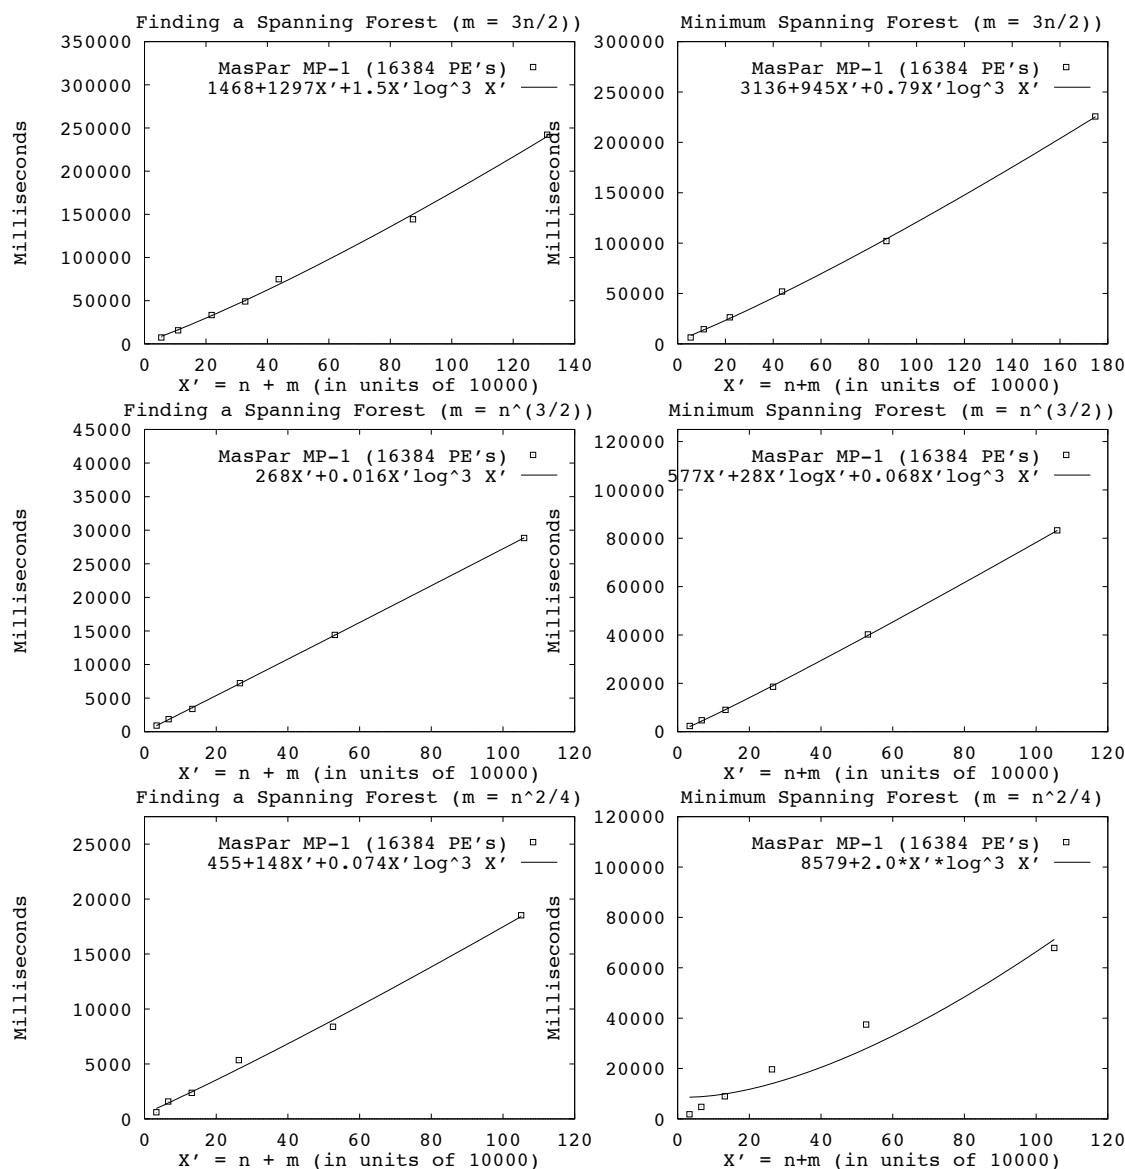 Finding a Spanning Forest (m = 3n/2))
350000
300000
250000
200000
150000
100000
50000
0
Milliseconds
MasPar MP-1 (16384 PE's)
1468+1297X'+1.5X'log^3 X'
0 20 40 60 80 100 120 140
X' = n + m (in units of 10000)
Minimum Spanning Forest (m = 3n/2))
300000
250000
200000
150000
100000
50000
0
Milliseconds
MasPar MP-1 (16384 PE's)
3136+945X'+0.79X'log^3 X'
0 20 40 60 80 100 120 140 160 180
X' = n+m (in units of 10000)
Finding a Spanning Forest (m = n^(3/2))
45000
40000
35000
30000
25000
20000
15000
10000
5000
0
Milliseconds
MasPar MP-1 (16384 PE's)
268X'+0.016X'log^3 X'
0 20 40 60 80 100 120
X' = n + m (in units of 10000)
Minimum Spanning Forest (m = n^(3/2))
120000
100000
80000
60000
40000
20000
0
Milliseconds
MasPar MP-1 (16384 PE's)
577X'+28X'logX'+0.068X'log^3 X'
0 20 40 60 80 100 120
X' = n+m (in units of 10000)
Finding a Spanning Forest (m = n^2/4)
25000
20000
15000
10000
5000
0
Milliseconds
MasPar MP-1 (16384 PE's)
455+148X'+0.074X'log^3 X'
0 20 40 60 80 100 120
X' = n + m (in units of 10000)
Minimum Spanning Forest (m = n^2/4)
120000
100000
80000
60000
40000
20000
0
Milliseconds
MasPar MP-1 (16384 PE's)
8579+2.0*X'*log^3 X'
0 20 40 60 80 100 120
X' = n+m (in units of 10000)